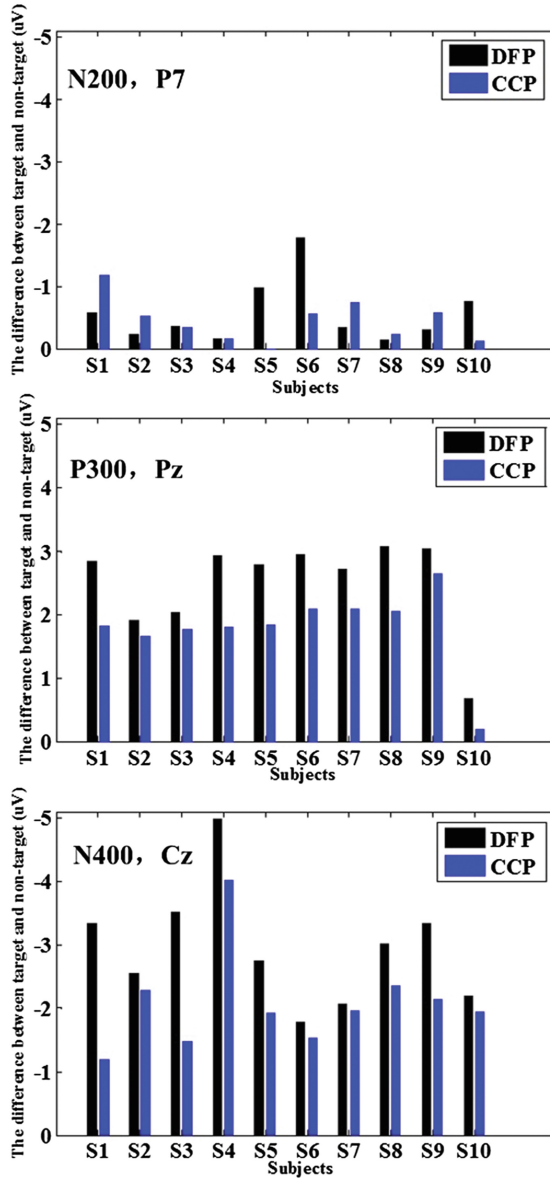 The difference between target and non-target (uV)
-5
-4
-3
-2
-1
0
N200，P7
DFP
CCP
S1 S2 S3 S4 S5 S6 S7 S8 S9 S10
Subjects
The difference between target and non-target (uV)
5
4
3
2
1
0
P300，Pz
DFP
CCP
S1 S2 S3 S4 S5 S6 S7 S8 S9 S10
Subjects
The difference between target and non-target (uV)
-5
-4
-3
-2
-1
0
N400，Cz
DFP
CCP
S1 S2 S3 S4 S5 S6 S7 S8 S9 S10
Subjects